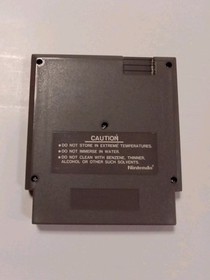 CAUTION
● DO NOT STORE IN EXTREME TEMPERATURES.
● DO NOT IMMERSE IN WATER.
● DO NOT CLEAN WITH BENZENE, THINNER,
ALCOHOL OR OTHER SUCH SOLVENTS.
Nintendo®